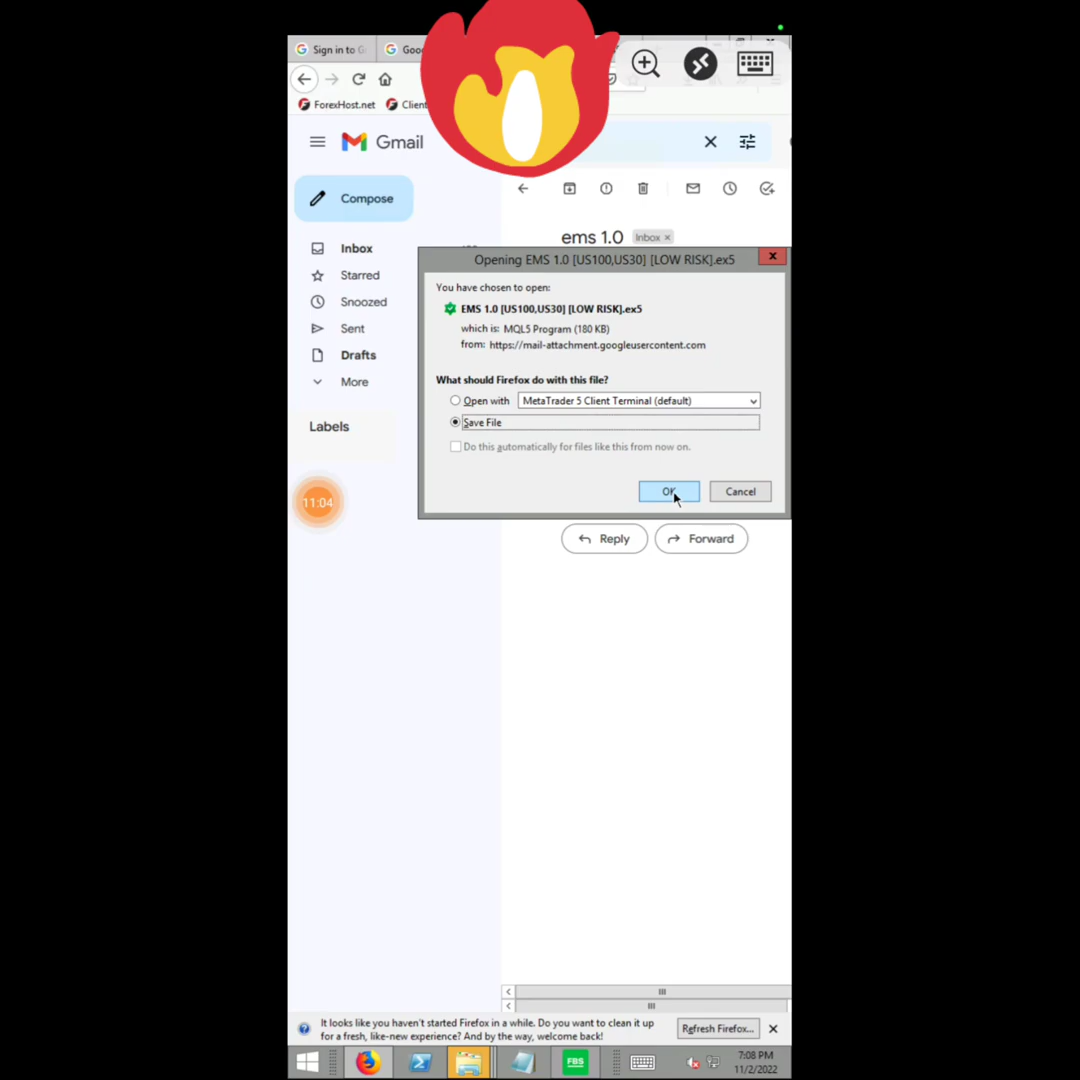 Sign in to G
Goo
ForexHost.net
Client
Gmail
Compose
ems 1.0
Inbox ×
Inbox
Starred
Snoozed
Sent
Drafts
More
Labels
11:04
Opening EMS 1.0 [US100,US30] [LOW RISK].ex5
You have chosen to open:
EMS 1.0 [US100,US30] [LOW RISK].ex5
which is: MQL5 Program (180 KB)
from: https://mail-attachment.googleusercontent.com
What should Firefox do with this file?
Open with
MetaTrader 5 Client Terminal (default)
Save File
Do this automatically for files like this from now on.
OK
Cancel
Reply
Forward
It looks like you haven't started Firefox in a while. Do you want to clean it up
for a fresh, like-new experience? And by the way, welcome back!
Refresh Firefox...
FBS
7:08 PM
11/2/2022